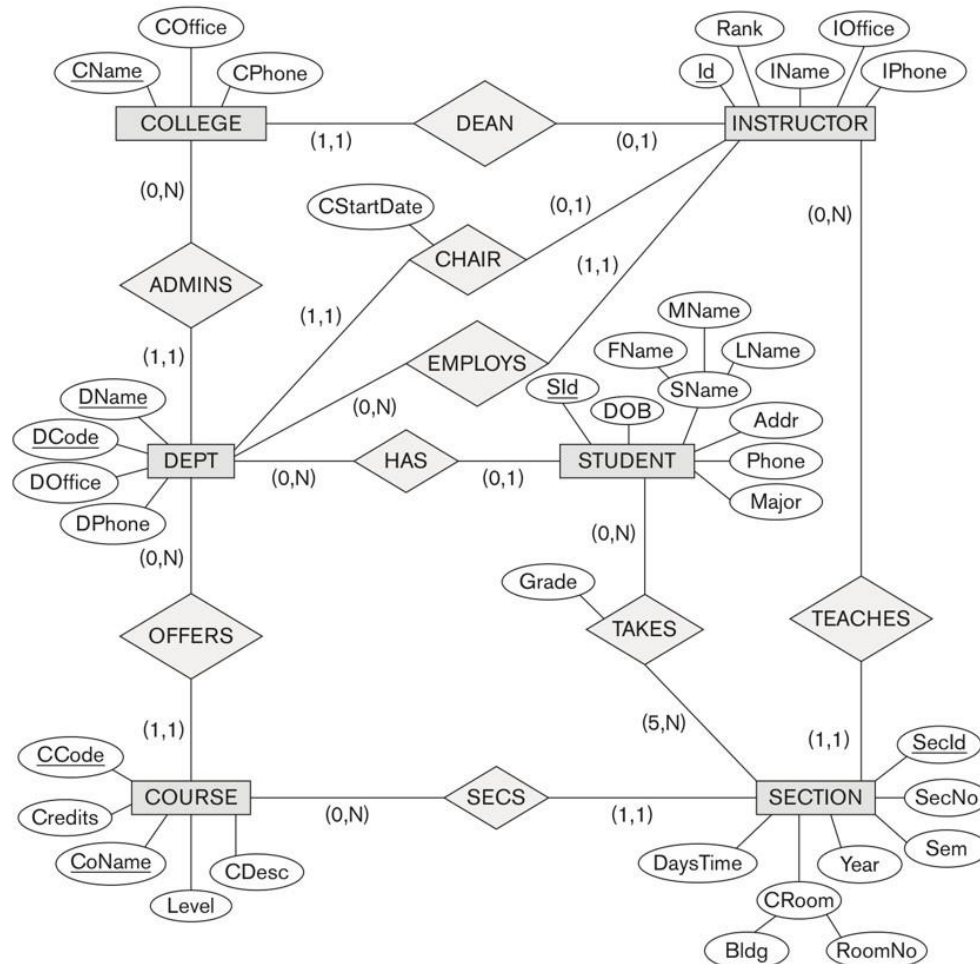 COffice
Rank
IOffice
CName
CPhone
Id
IName
IPhone
COLLEGE
DEAN
INSTRUCTOR
(1,1)
(0,1)
(0,N)
CStartDate
(0,1)
(0,N)
CHAIR
ADMINS
(1,1)
(1,1)
MName
(1,1)
EMPLOYS
FName
LName
DName
(0,N)
SId
SName
DOB
DCode
Addr
DEPT
HAS
STUDENT
Phone
DOffice
(0,N)
(0,1)
Major
DPhone
(0,N)
(0,N)
Grade
OFFERS
TAKES
TEACHES
(1,1)
(5,N)
(1,1)
SecId
CCode
COURSE
SECS
SECTION
SecNo
Credits
(0,N)
(1,1)
Sem
CoName
CDesc
DaysTime
Year
Level
CRoom
Bldg
RoomNo